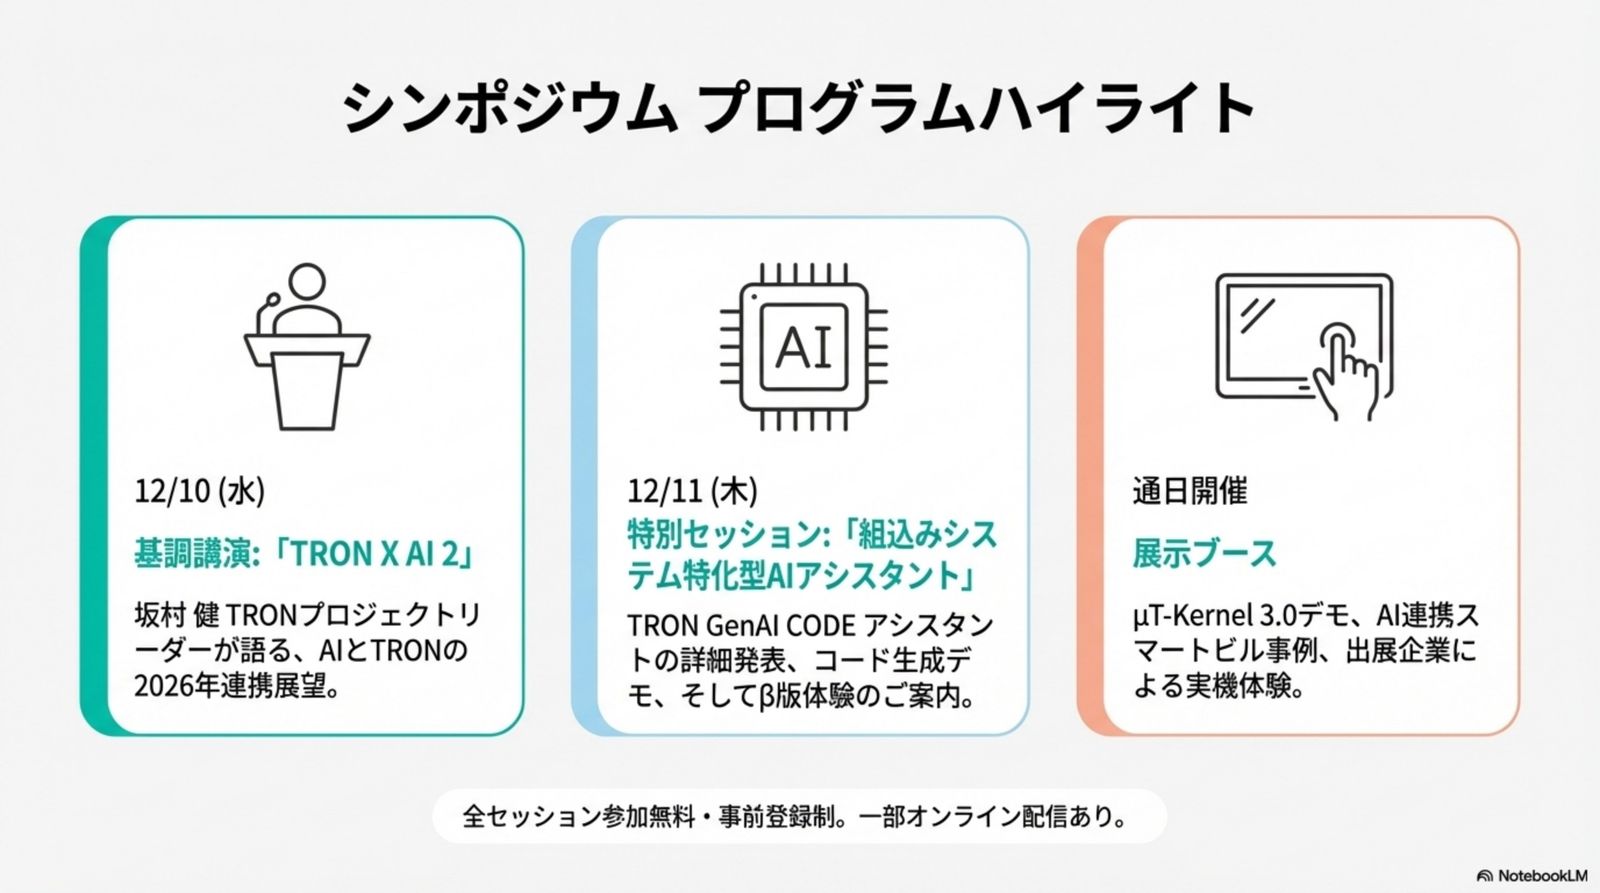 シンポジウム プログラムハイライト
12/10 (水)
基調講演:「TRON X AI 2」
坂村 健 TRONプロジェクトリ
ーダーが語る、AIとTRONの
2026年連携展望。
AI
12/11 (木)
特別セッション:「組込みシス
テム特化型AIアシスタント」
TRON GenAI CODE アシスタン
トの詳細発表、コード生成デ
モ、そしてβ版体験のご案内。
通日開催
展示ブース
μT-Kernel 3.0デモ、AI連携ス
マートビル事例、出展企業に
よる実機体験。
全セッション参加無料・事前登録制。一部オンライン配信あり。
NotebookLM